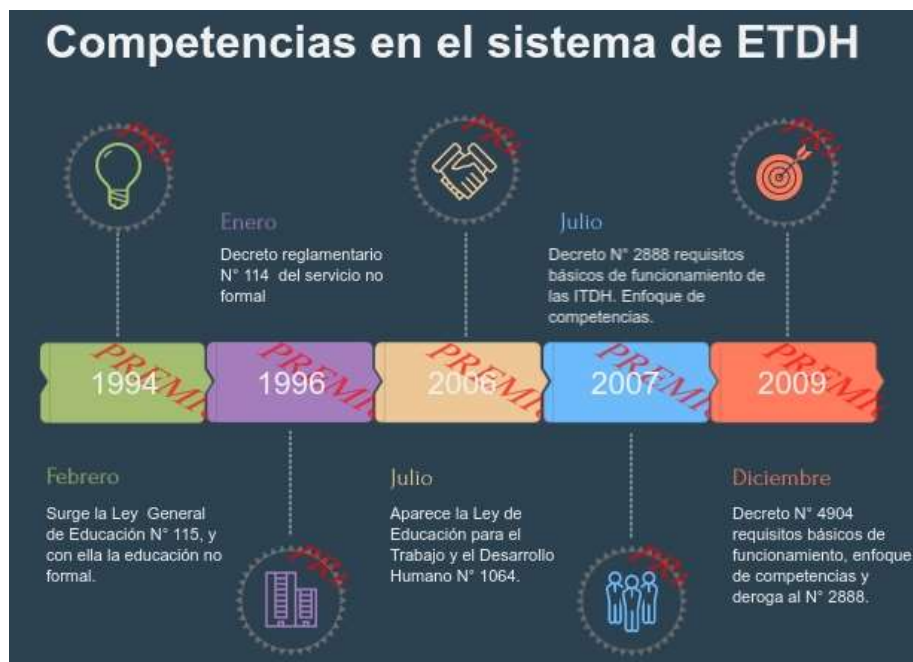 Competencias en el sistema de ETDH
Enero
Decreto reglamentario
N° 114 del servicio no
formal
Julio
Decreto N° 2888 requisitos
básicos de funcionamiento de
las ITDH. Enfoque de
competencias.
1994
1996
2006
2007
2009
Febrero
Surge la Ley General
de Educación N° 115, y
con ella la educación no
formal.
Julio
Aparece la Ley de
Educación para el
Trabajo y el Desarrollo
Humano N° 1064.
Diciembre
Decreto N° 4904
requisitos básicos de
funcionamiento, enfoque
de competencias y
deroga al N° 2888.